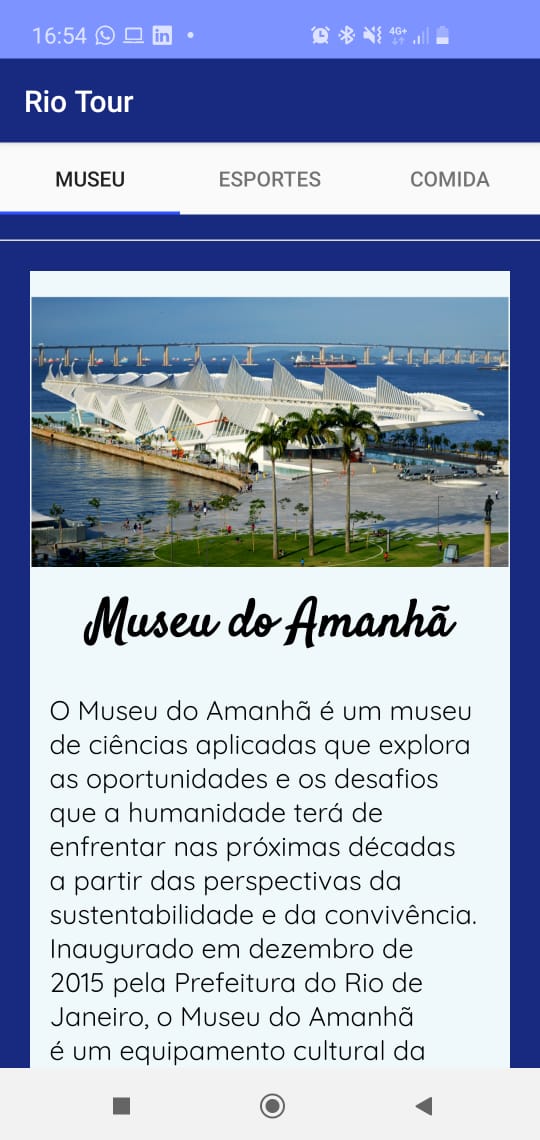 16:54
4G+
Rio Tour
MUSEU ESPORTES COMIDA
Museu do Amanhã
O Museu do Amanhã é um museu
de ciências aplicadas que explora
as oportunidades e os desafios
que a humanidade terá de
enfrentar nas próximas décadas
a partir das perspectivas da
sustentabilidade e da convivência.
Inaugurado em dezembro de
2015 pela Prefeitura do Rio de
Janeiro, o Museu do Amanhã
é um equipamento cultural da